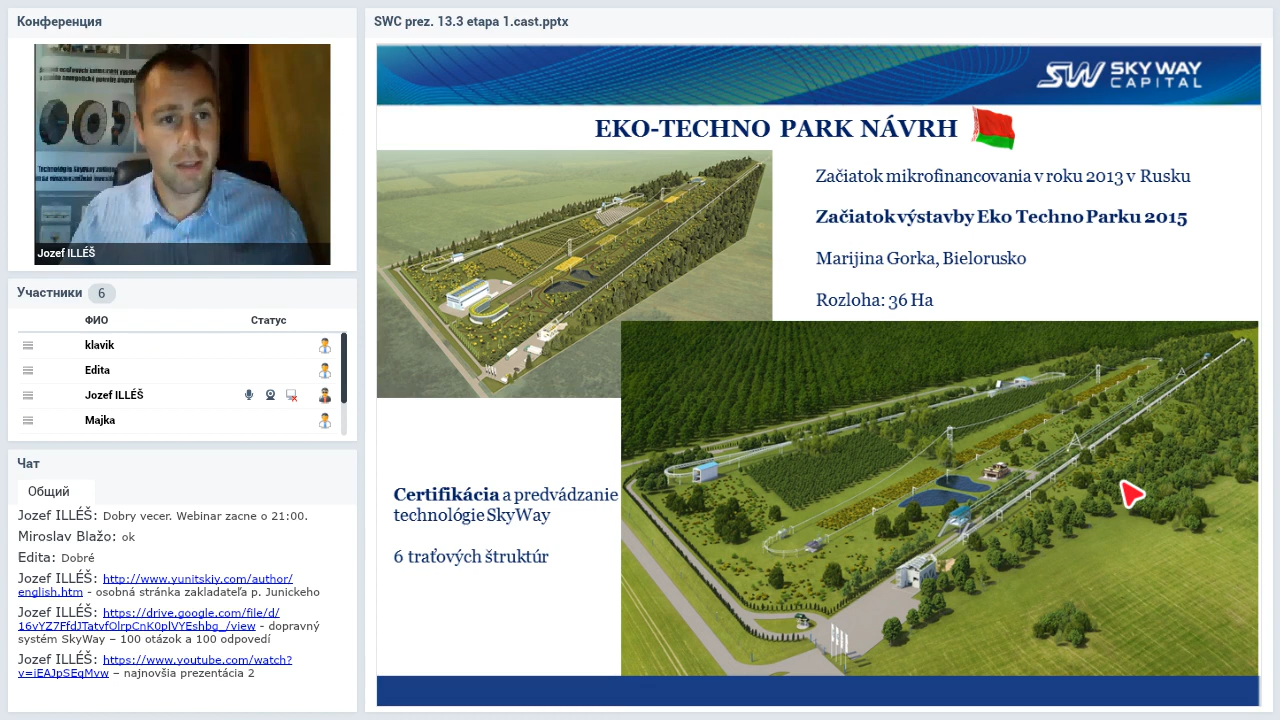 Конференция
Jozef ILLÉŠ
Участники 6
ФИО Статус
klavik
Edita
Jozef ILLÉŠ
Majka
Чат
Общий
Jozef ILLÉŠ: Dobry vecer. Webinar zacne o 21:00.
Miroslav Blažo: ok
Edita: Dobré
Jozef ILLÉŠ: http://www.yunitskiy.com/author/
english.htm - osobná stránka zakladateľa p. Junickeho
Jozef ILLÉŠ: https://drive.google.com/file/d/
16vYZ7FfdJTatvfOlrpCnK0plVYEshbg_/view - dopravný
systém SkyWay – 100 otázok a 100 odpovedí
Jozef ILLÉŠ: https://www.youtube.com/watch?
v=iEAJpSEqMvw – najnovšia prezentácia 2
SWC prez. 13.3 etapa 1.cast.pptx
SW SKY WAY
CAPITAL
EKO-TECHNO PARK NÁVRH
Začiatok mikrofinancovania v roku 2013 v Rusku
Začiatok výstavby Eko Techno Parku 2015
Marijina Gorka, Bielorusko
Rozloha: 36 Ha
Certifikácia a predvádzanie
technológie SkyWay
6 traťových štruktúr